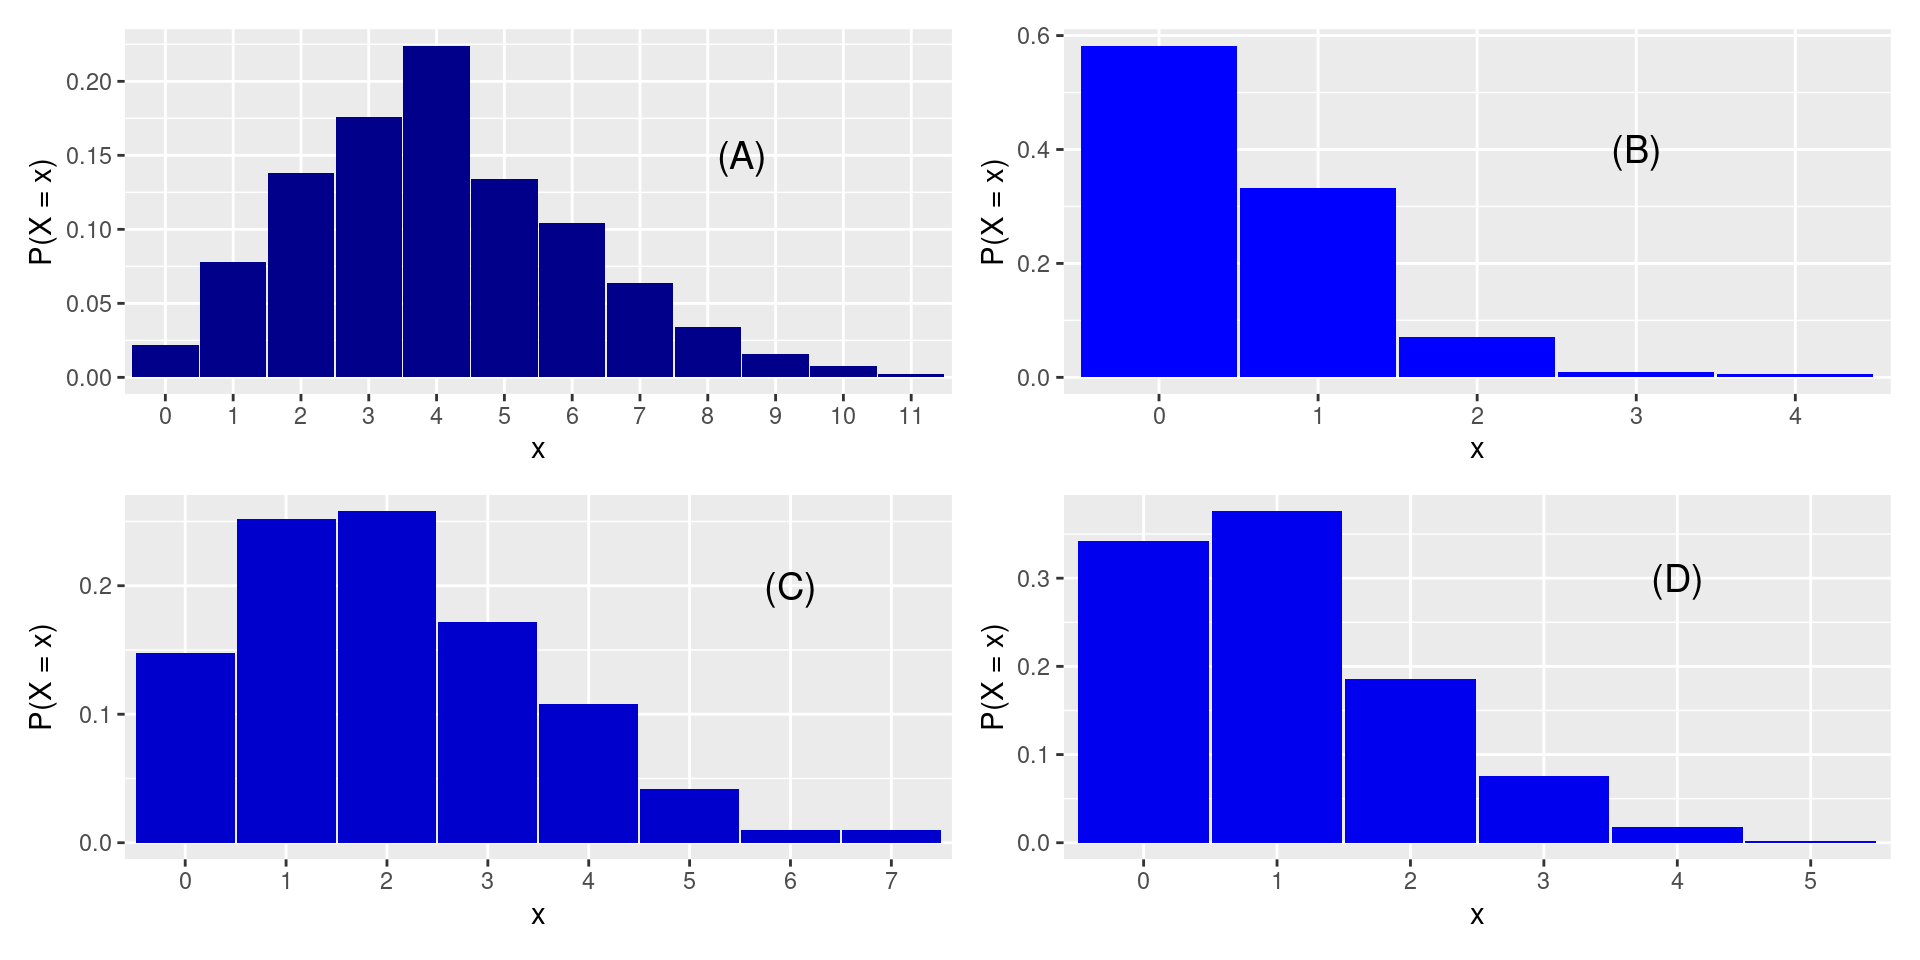 P(X = x)
0.20
0.15
0.10
0.05
0.00
(A)
0 1 2 3 4 5 6 7 8 9 10 11
x
P(X = x)
0.6
0.4
0.2
0.0
(B)
0 1 2 3 4
x
P(X = x)
0.2
0.1
0.0
(C)
0 1 2 3 4 5 6 7
x
P(X = x)
0.3
0.2
0.1
0.0
(D)
0 1 2 3 4 5
x